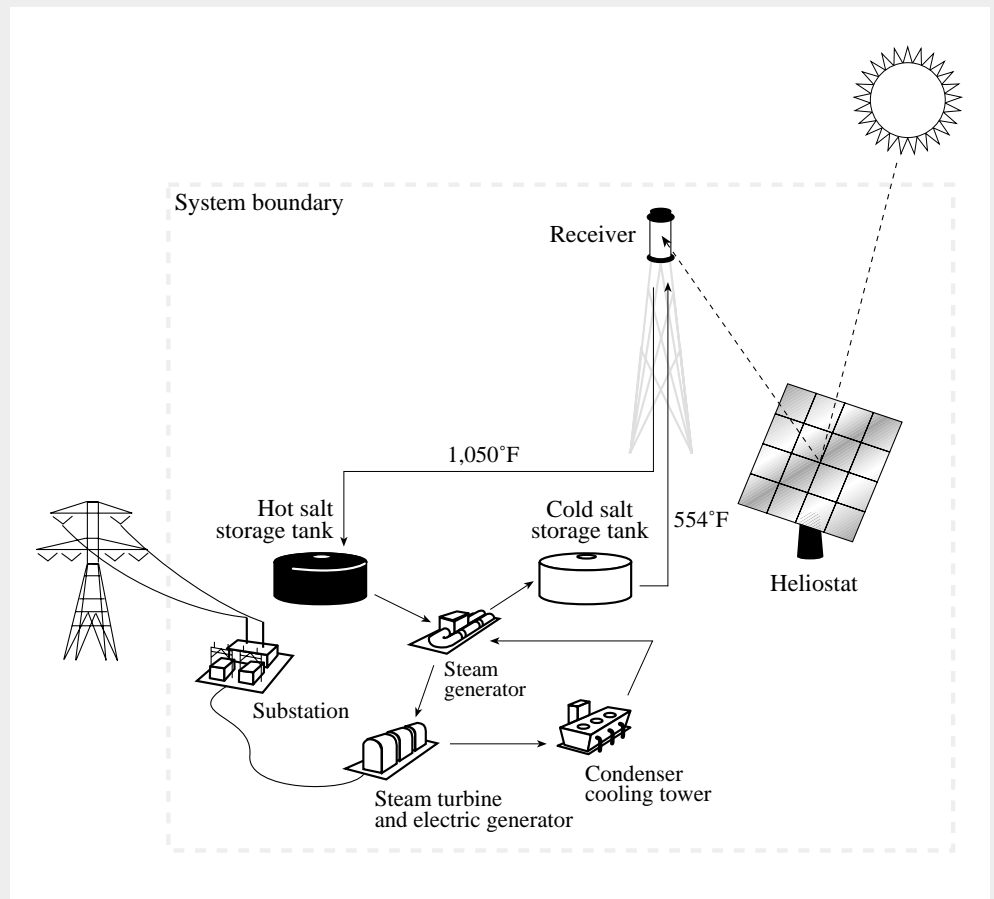 System boundary
Receiver
1,050˚F
Hot salt
storage tank
Cold salt
storage tank
554˚F
Heliostat
Steam
generator
Substation
Condenser
cooling tower
Steam turbine
and electric generator